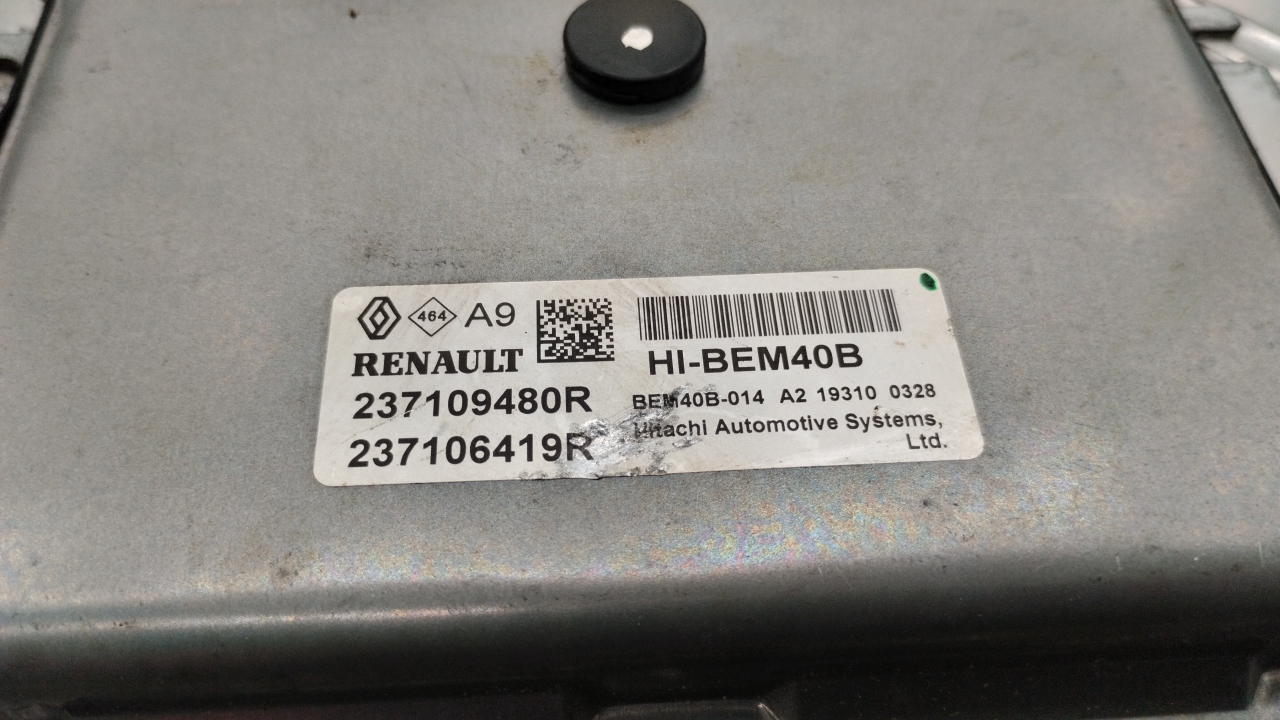 464 A9
RENAULT
237109480R
237106419R
HI-BEM40B
BEM40B-014 A2 19310 0328
Hitachi Automotive Systems,
Ltd.